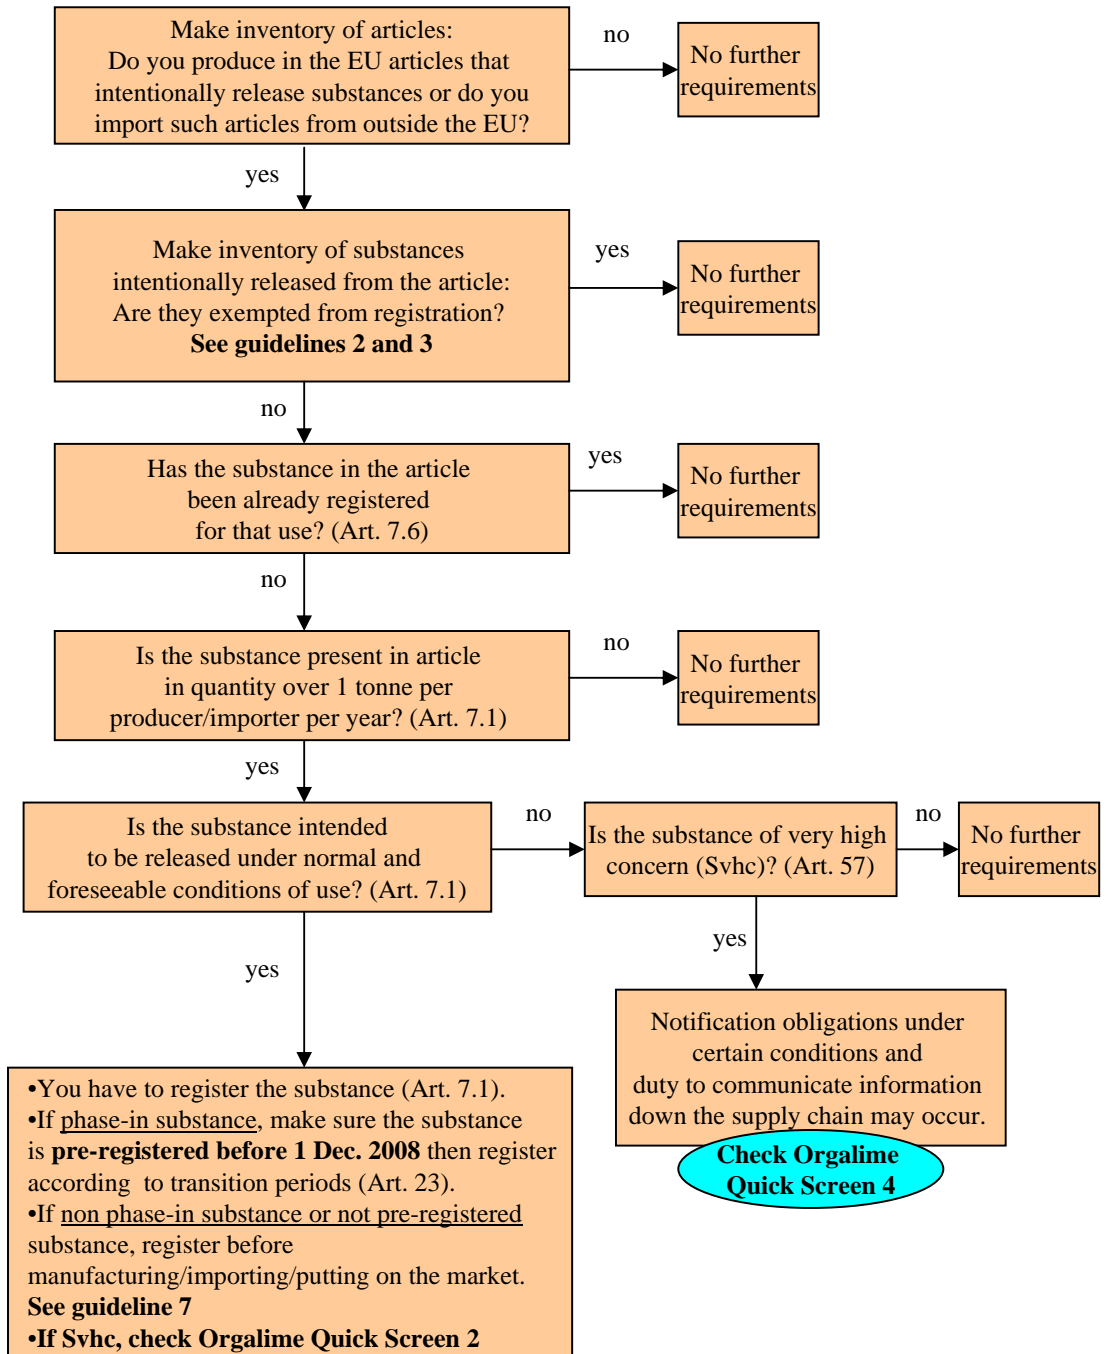 Make inventory of articles:
Do you produce in the EU articles that
intentionally release substances or do you
import such articles from outside the EU?
no
No further
requirements
yes
Make inventory of substances
intentionally released from the article:
Are they exempted from registration?
See guidelines 2 and 3
yes
No further
requirements
no
Has the substance in the article
been already registered
for that use? (Art. 7.6)
yes
No further
requirements
no
Is the substance present in article
in quantity over 1 tonne per
producer/importer per year? (Art. 7.1)
no
No further
requirements
yes
Is the substance intended
to be released under normal and
foreseeable conditions of use? (Art. 7.1)
no
Is the substance of very high
concern (Svhc)? (Art. 57)
no
No further
requirements
yes
yes
Notification obligations under
certain conditions and
duty to communicate information
down the supply chain may occur.
Check Orgalime
Quick Screen 4
•You have to register the substance (Art. 7.1).
•If phase-in substance, make sure the substance
is pre-registered before 1 Dec. 2008 then register
according to transition periods (Art. 23).
•If non phase-in substance or not pre-registered
substance, register before
manufacturing/importing/putting on the market.
See guideline 7
•If Svhc, check Orgalime Quick Screen 2